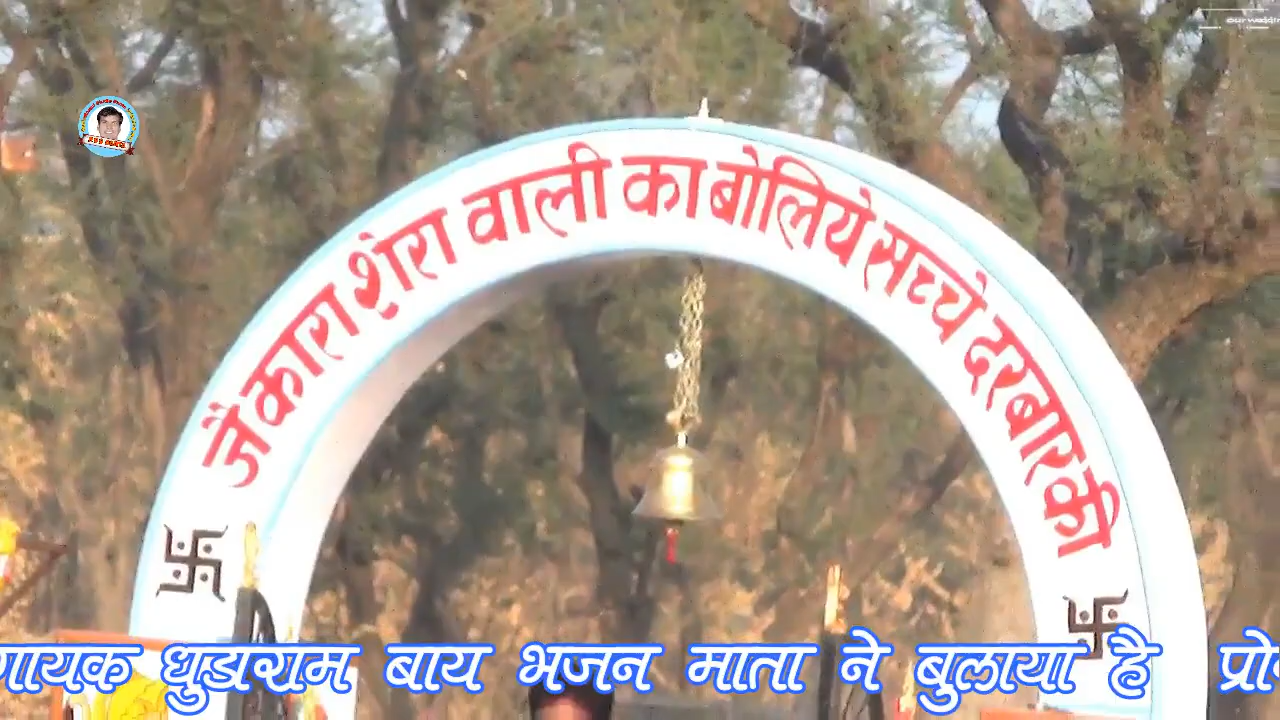 जै कारा शेरा वाली का बोलिये सच्चे दरबार की
गायक धुडाराम बाय भजन माता ने बुलाया है